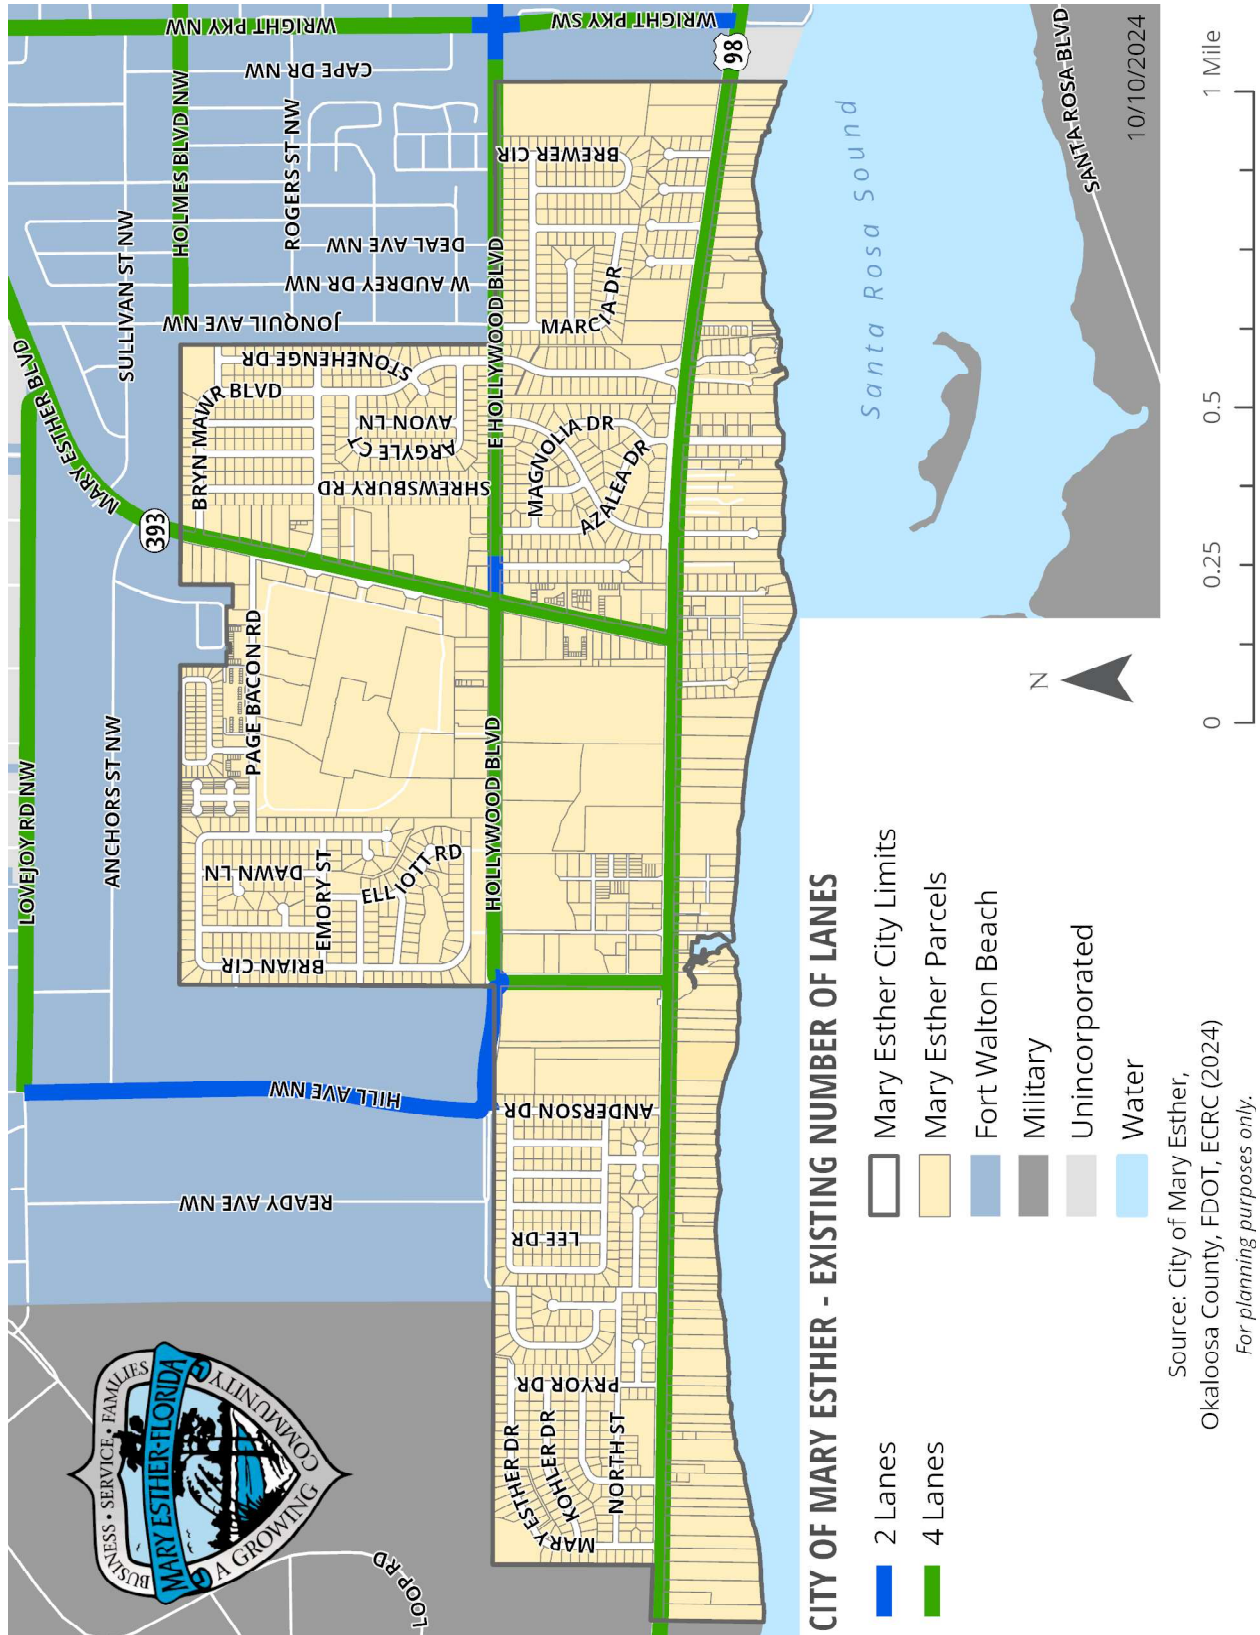 BUSINESS • SERVICE • FAMILIES
MARY ESTHER-FLORIDA
A GROWING
COMMUNITY
LOOP RD
LOVEJOY RD NW
ANCHORS ST NW
MARY ESTHER BLVD
393
SULLIVAN ST NW
HOLMES BLVD NW
WRIGHT PKY NW
WRIGHT PKY SW
CAPE DR NW
ROGERS ST NW
DEAL AVE NW
W AUDREY DR NW
JONQUIL AVE NW
HILL AVE NW
READY AVE NW
BRYN MAWR BLVD
STONEHENGE DR
AVON LN
ARGYLE CT
SHREWSBURY RD
PAGE BACON RD
DAWN LN
EMORY ST
ELLIOTT RD
BRIAN CIR
HOLLYWOOD BLVD
E HOLLYWOOD BLVD
BREWER CIR
MARCIA DR
MAGNOLIA DR
AZALEA DR
98
ANDERSON DR
LEE DR
PRYOR DR
MARY ESTHER DR
KOHLER DR
NORTH ST
MARY
Santa Rosa Sound
SANTA ROSA BLVD
10/10/2024
CITY OF MARY ESTHER - EXISTING NUMBER OF LANES
2 Lanes
4 Lanes
Mary Esther City Limits
Mary Esther Parcels
Fort Walton Beach
Military
Unincorporated
Water
N
0 0.25 0.5 1 Mile
Source: City of Mary Esther,
Okaloosa County, FDOT, ECRC (2024)
For planning purposes only.